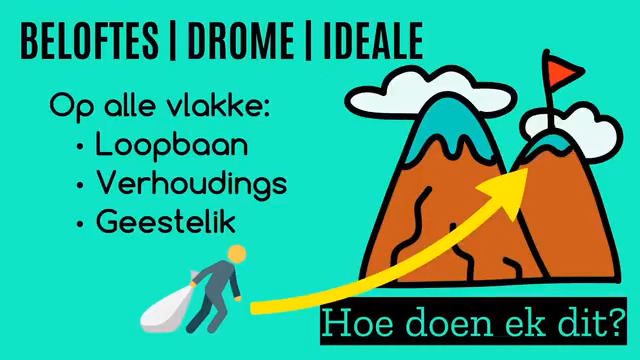 BELOFTES | DROME | IDEALE
Op alle vlakke:
• Loopbaan
• Verhoudings
• Geestelik
Hoe doen ek dit?